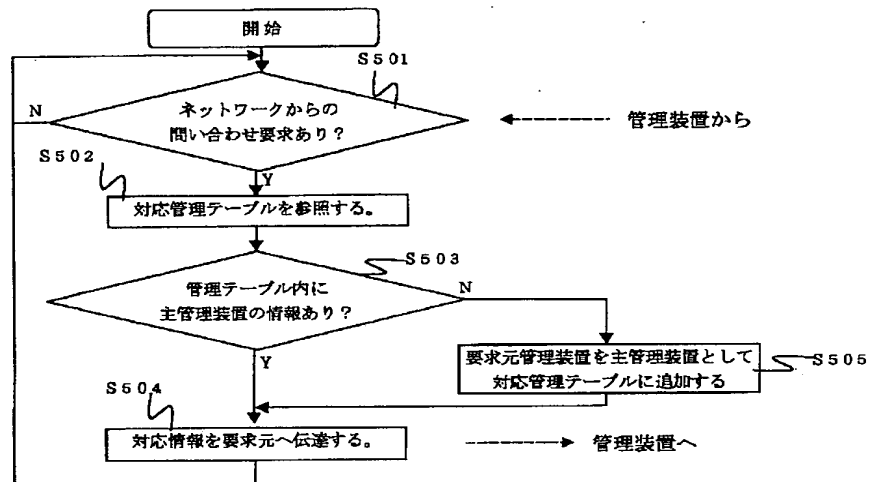 開始
S501
N
ネットワークからの
問い合わせ要求あり?
管理装置から
S502
Y
対応管理テーブルを参照する。
S503
管理テーブル内に
主管理装置の情報あり?
N
Y
要求元管理装置を主管理装置として
対応管理テーブルに追加する
S505
S504
対応情報を要求元へ伝達する。
管理装置へ